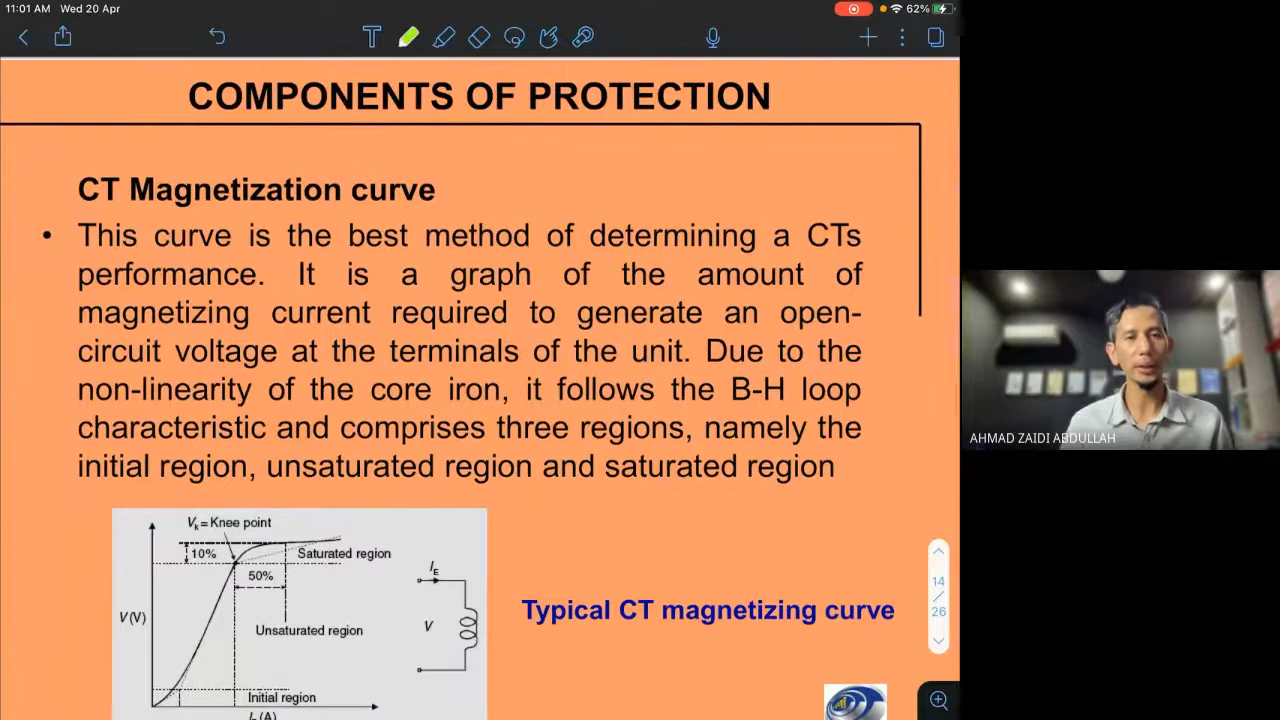 11:01 AM Wed 20 Apr
62%
COMPONENTS OF PROTECTION
CT Magnetization curve
• This curve is the best method of determining a CTs
performance. It is a graph of the amount of
magnetizing current required to generate an open-
circuit voltage at the terminals of the unit. Due to the
non-linearity of the core iron, it follows the B-H loop
characteristic and comprises three regions, namely the
initial region, unsaturated region and saturated region
AHMAD ZAIDI ABDULLAH
Vk = Knee point
10%
Saturated region
50%
IE
V (V)
Unsaturated region
V
Initial region
Typical CT magnetizing curve
14
/
26